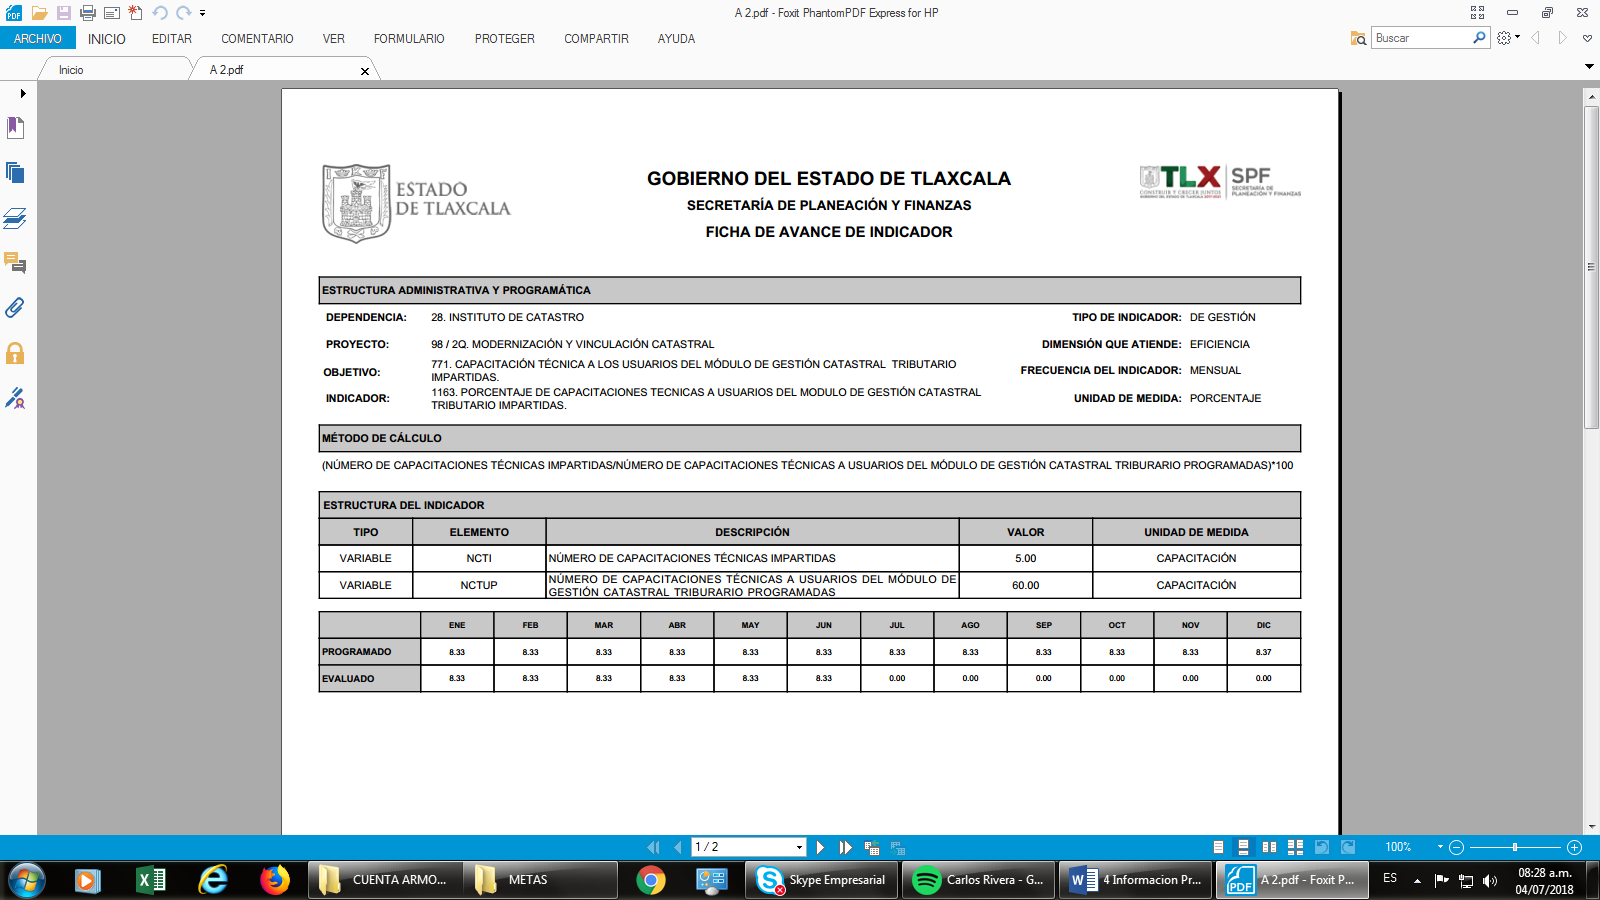 A 2.pdf - Foxit PhantomPDF Express for HP
ARCHIVO INICIO EDITAR COMENTARIO VER FORMULARIO PROTEGER COMPARTIR AYUDA
Buscar
Inicio
A 2.pdf
ESTADO
DE TLAXCALA
GOBIERNO DEL ESTADO DE TLAXCALA
SECRETARÍA DE PLANEACIÓN Y FINANZAS
FICHA DE AVANCE DE INDICADOR
TLX
CONSTRUIR Y CRECER JUNTOS
SPF
SECRETARÍA DE
PLANEACIÓN Y FINANZAS
ESTRUCTURA ADMINISTRATIVA Y PROGRAMÁTICA
DEPENDENCIA: 28. INSTITUTO DE CATASTRO
TIPO DE INDICADOR: DE GESTIÓN
PROYECTO: 98 / 2Q. MODERNIZACIÓN Y VINCULACIÓN CATASTRAL
DIMENSIÓN QUE ATIENDE: EFICIENCIA
OBJETIVO: 771. CAPACITACIÓN TÉCNICA A LOS USUARIOS DEL MÓDULO DE GESTIÓN CATASTRAL TRIBUTARIO
IMPARTIDAS.
FRECUENCIA DEL INDICADOR: MENSUAL
INDICADOR: 1163. PORCENTAJE DE CAPACITACIONES TECNICAS A USUARIOS DEL MODULO DE GESTIÓN CATASTRAL
TRIBUTARIO IMPARTIDAS.
UNIDAD DE MEDIDA: PORCENTAJE
MÉTODO DE CÁLCULO
(NÚMERO DE CAPACITACIONES TÉCNICAS IMPARTIDAS/NÚMERO DE CAPACITACIONES TÉCNICAS A USUARIOS DEL MÓDULO DE GESTIÓN CATASTRAL TRIBURARIO PROGRAMADAS)*100
ESTRUCTURA DEL INDICADOR
TIPO ELEMENTO DESCRIPCIÓN VALOR UNIDAD DE MEDIDA
VARIABLE NCTI NÚMERO DE CAPACITACIONES TÉCNICAS IMPARTIDAS 5.00 CAPACITACIÓN
VARIABLE NCTUP NÚMERO DE CAPACITACIONES TÉCNICAS A USUARIOS DEL MÓDULO DE
GESTIÓN CATASTRAL TRIBURARIO PROGRAMADAS 60.00 CAPACITACIÓN
ENE FEB MAR ABR MAY JUN JUL AGO SEP OCT NOV DIC
PROGRAMADO 8.33 8.33 8.33 8.33 8.33 8.33 8.33 8.33 8.33 8.33 8.33 8.37
EVALUADO 8.33 8.33 8.33 8.33 8.33 8.33 0.00 0.00 0.00 0.00 0.00 0.00
1 / 2
100%
CUENTA ARMO...
METAS
Skype Empresarial
Carlos Rivera - G...
4 Informacion Pr...
A 2.pdf - Foxit P...
ES
08:28 a.m.
04/07/2018